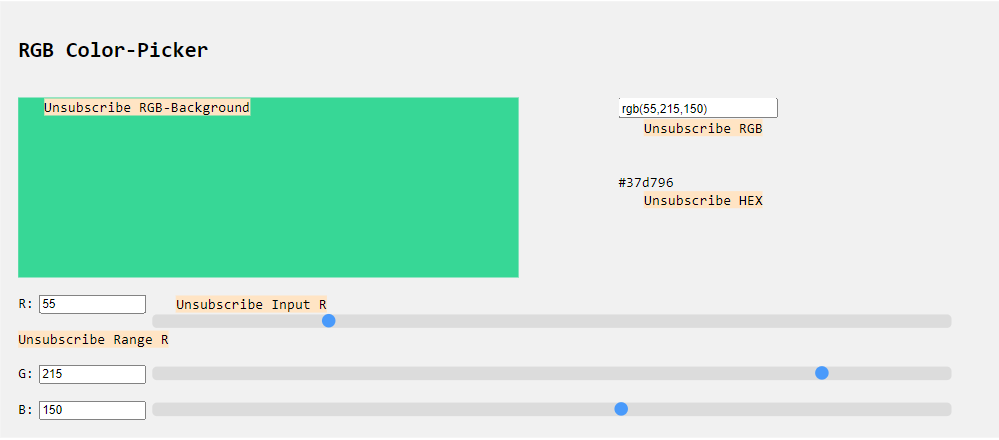 RGB Color-Picker
Unsubscribe RGB-Background
rgb(55,215,150)
Unsubscribe RGB
#37d796
Unsubscribe HEX
R: 55 Unsubscribe Input R
Unsubscribe Range R
G: 215
B: 150